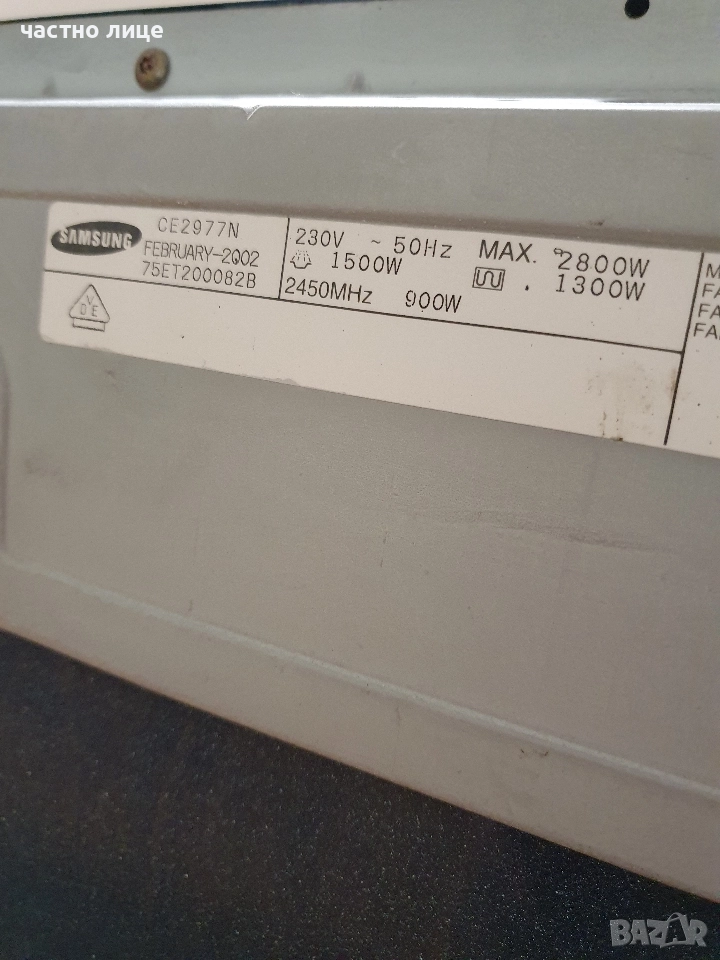 частно лице
SAMSUNG
CE2977N
FEBRUARY-2002
75ET200082B
230V ~ 50Hz MAX. 2800W
1500W . 1300W
2450MHz 900W
VDE
BAZAR